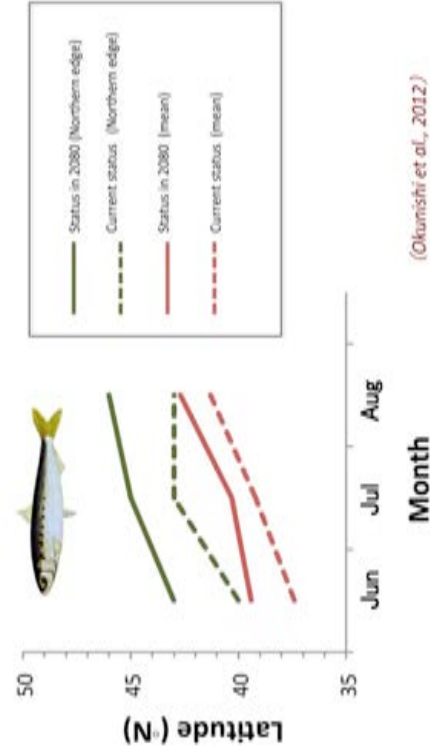 Status in 2080 (Northern edge)
Current status (Northern edge)
Status in 2080 (mean)
Current status (mean)
50
45
40
35
Latitude (°N)
Jun
Jul
Aug
Month
(Okunishi et al., 2012)